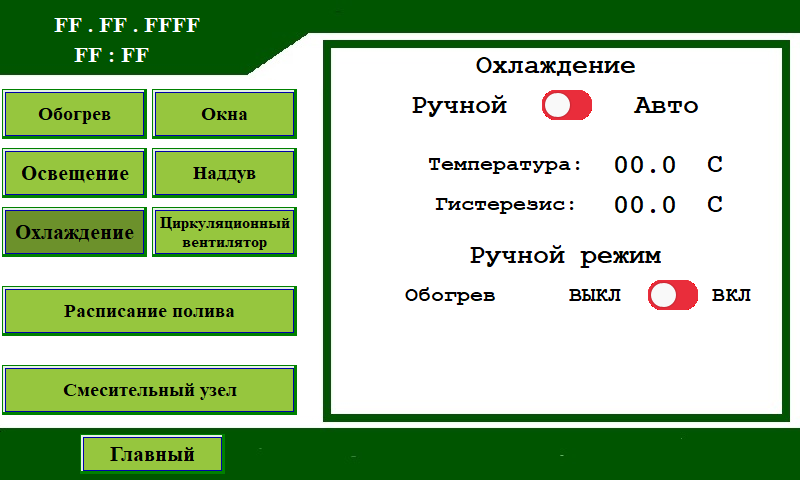 FF . FF . FFFF
FF : FF
Обогрев
Окна
Освещение
Наддув
Охлаждение
Циркуляционный
вентилятор
Расписание полива
Смесительный узел
Главный
Охлаждение
Ручной Авто
Температура: 00.0 С
Гистерезис: 00.0 С
Ручной режим
Обогрев ВЫКЛ ВКЛ